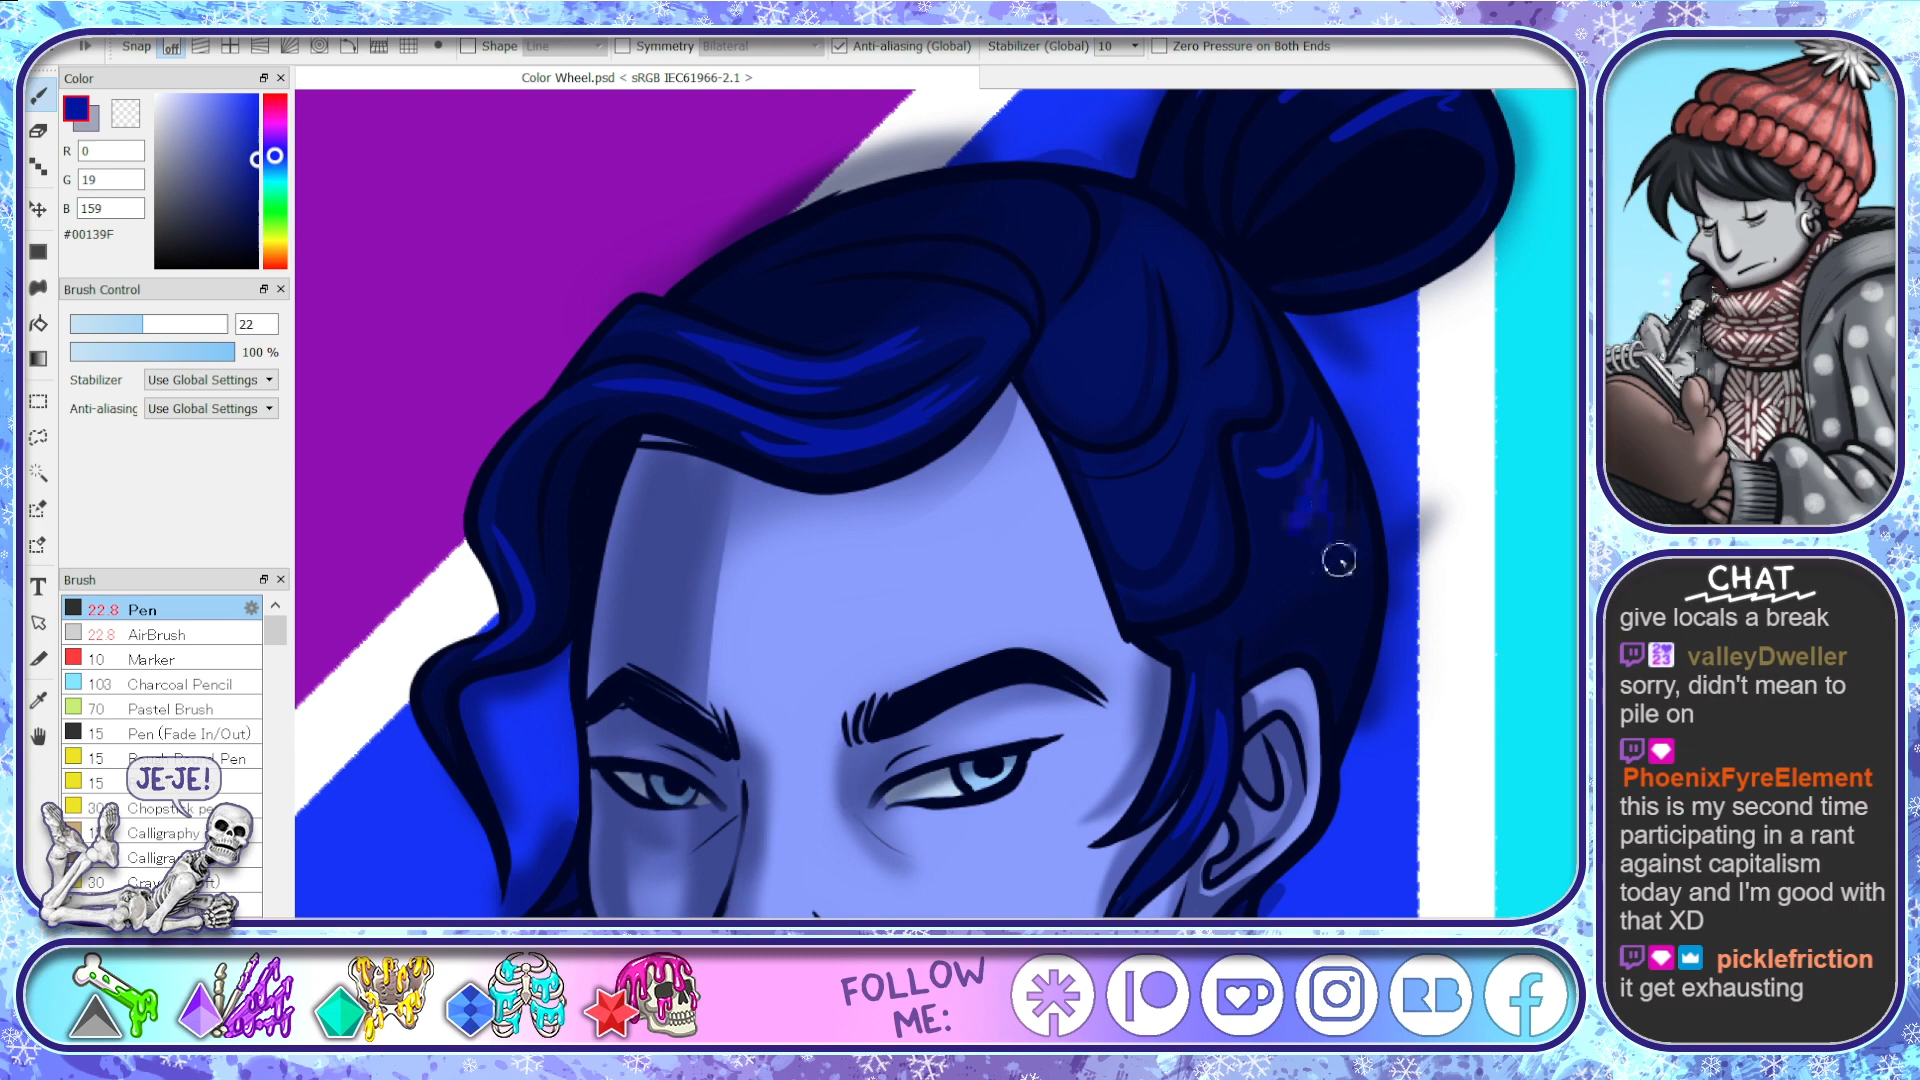 Snap off Shape Line Symmetry Bilateral Anti-aliasing (Global) Stabilizer (Global) 10 Zero Pressure on Both Ends
Color
Color Wheel.psd < sRGB IEC61966-2.1 >
R 0
G 19
B 159
#00139F
Brush Control
22
100 %
Stabilizer Use Global Settings
Anti-aliasing Use Global Settings
Brush
22.8 Pen
22.8 AirBrush
10 Marker
103 Charcoal Pencil
70 Pastel Brush
15 Pen (Fade In/Out)
15 Pen
15
30 Chopstick pe
Calligraphy
Calligra
30
JE-JE!
FOLLOW
ME:
CHAT
give locals a break
valleyDweller
sorry, didn't mean to
pile on
PhoenixFyreElement
this is my second time
participating in a rant
against capitalism
today and I'm good with
that XD
picklefriction
it get exhausting